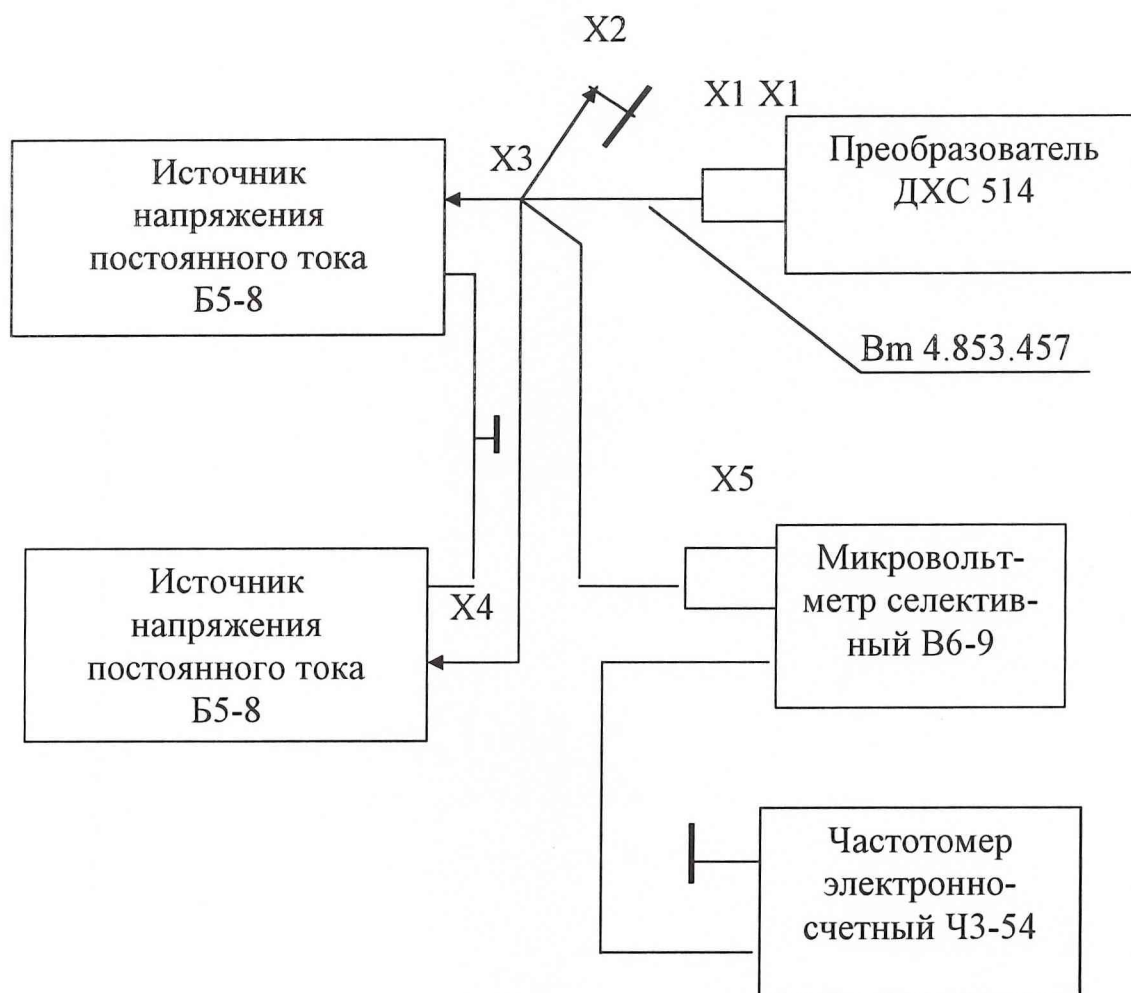 X2
X1 X1
Преобразователь
ДХС 514
X3
Источник
напряжения
постоянного тока
Б5-8
Вт 4.853.457
X5
Микровольт-
метр селектив-
ный В6-9
Источник
напряжения
постоянного тока
Б5-8
X4
Частотомер
электронно-
счетный Ч3-54